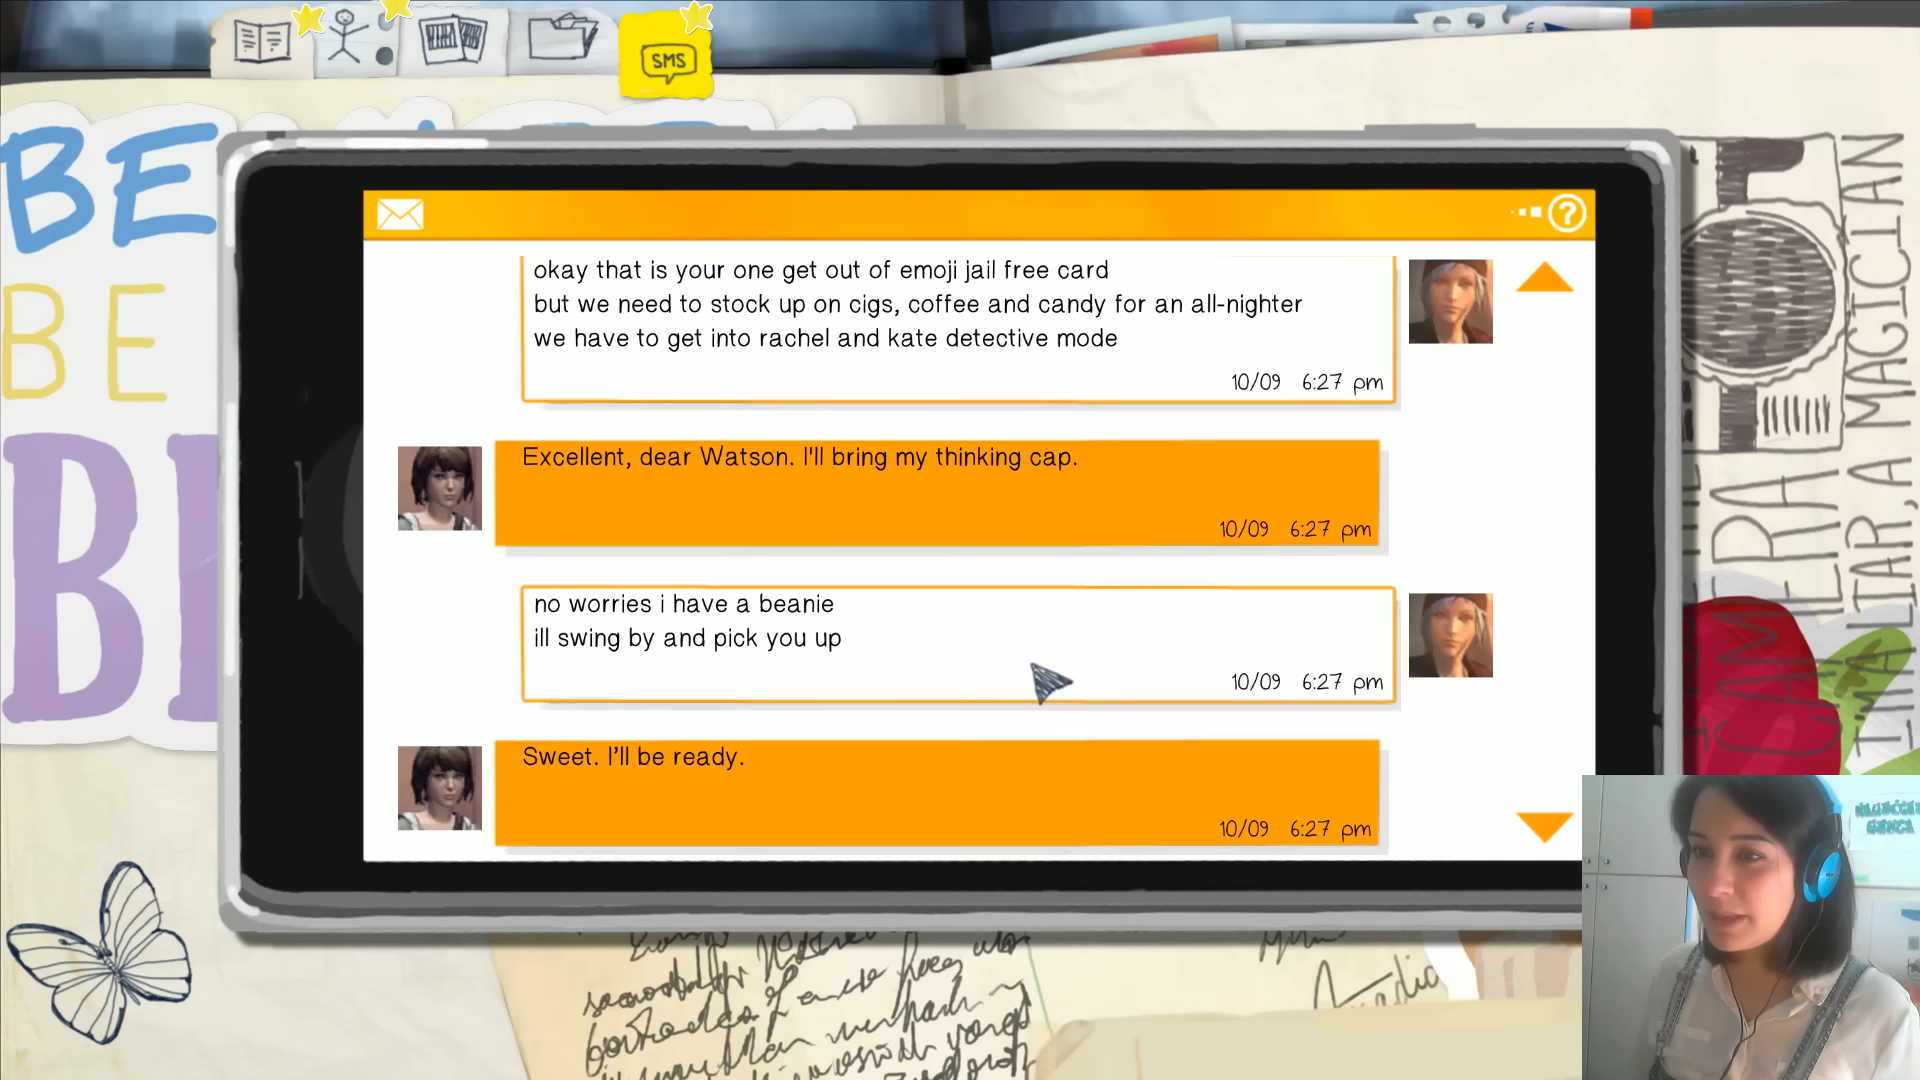 SMS
BE
BE
okay that is your one get out of emoji jail free card
but we need to stock up on cigs, coffee and candy for an all-nighter
we have to get into rachel and kate detective mode
10/09 6:27 pm
Excellent, dear Watson. I'll bring my thinking cap.
10/09 6:27 pm
no worries i have a beanie
ill swing by and pick you up
10/09 6:27 pm
Sweet. I'll be ready.
10/09 6:27 pm
CAMERA
LIAR, A MAGICIAN